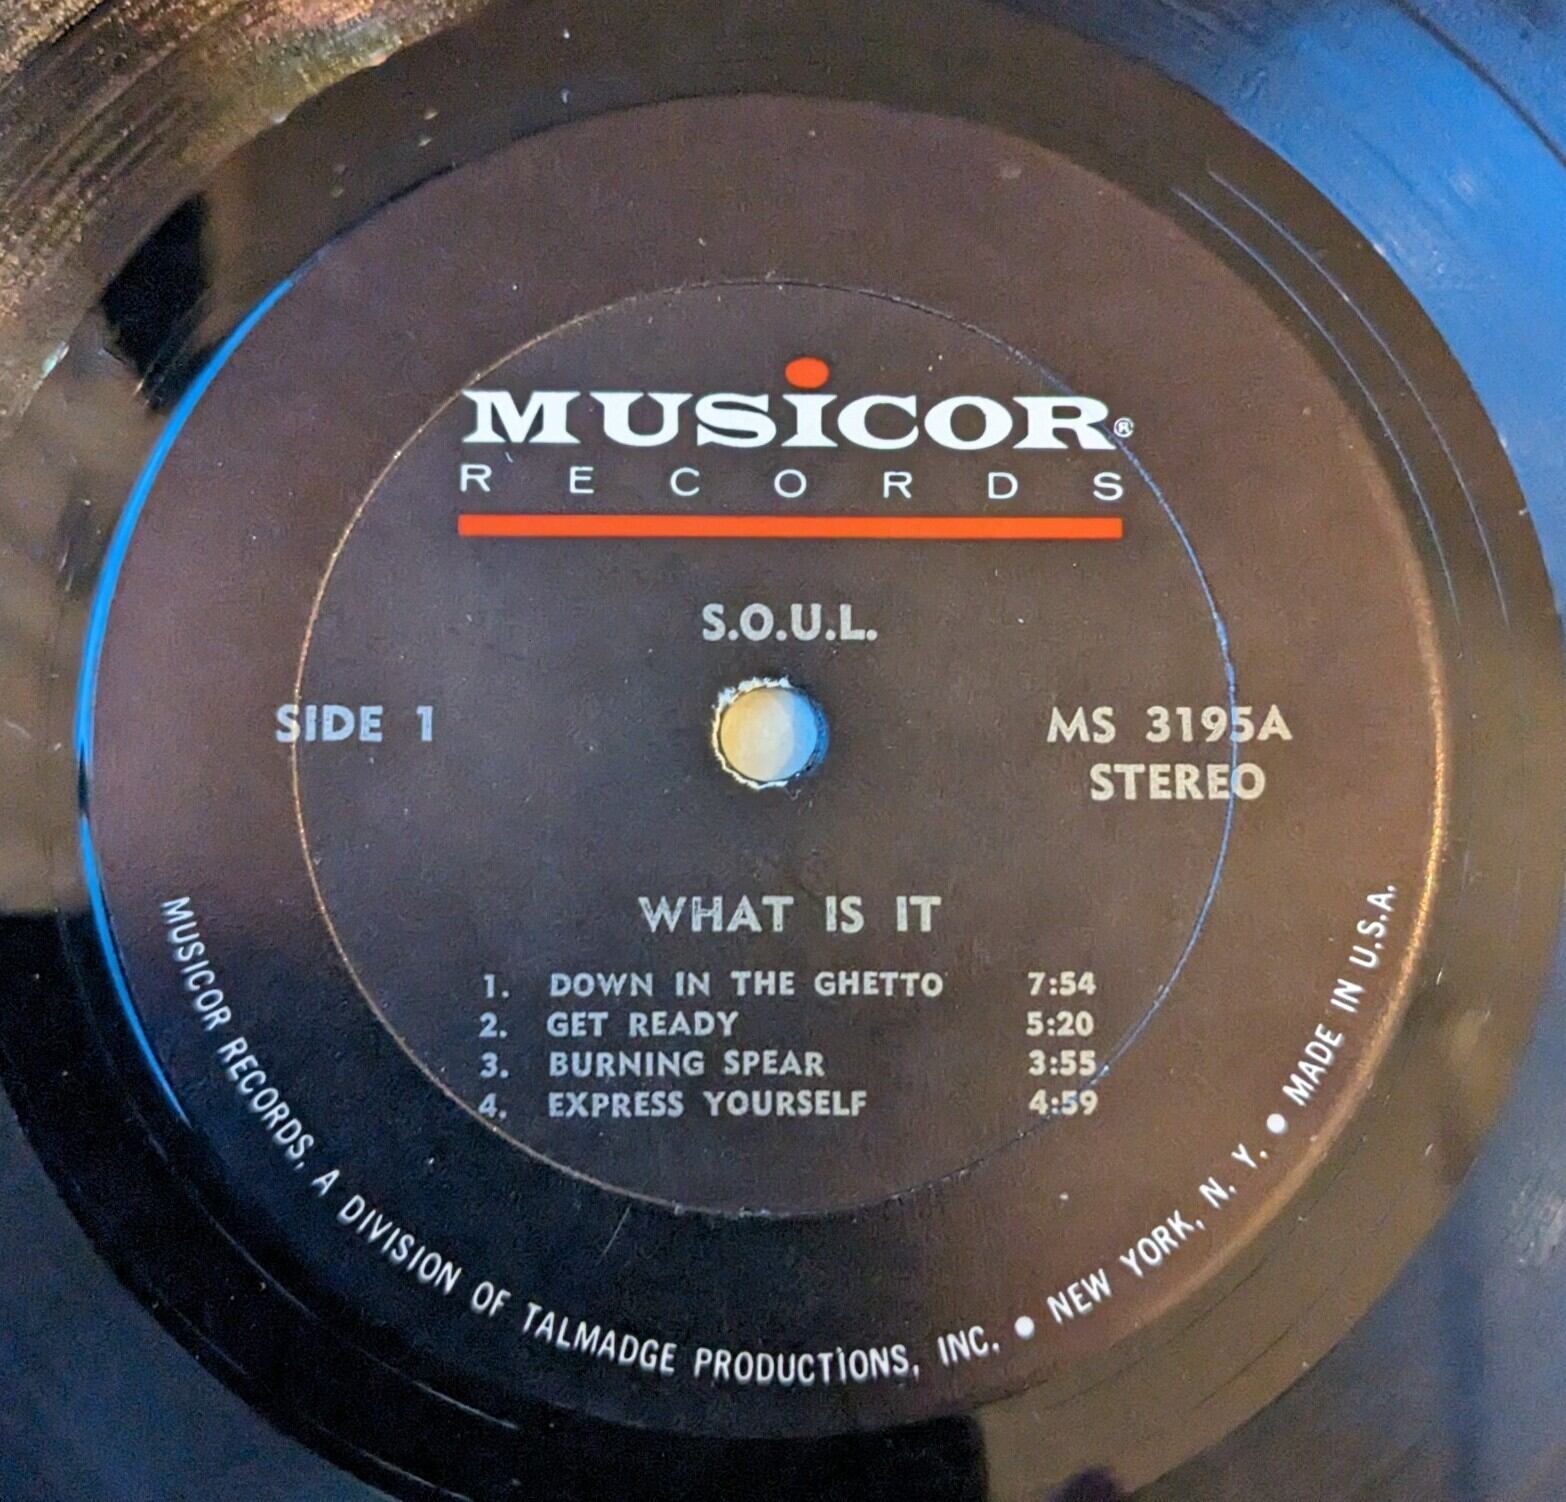 MUSiCOR®
RECORDS
S.O.U.L.
SIDE 1
MS 3195A
STEREO
WHAT IS IT
1. DOWN IN THE GHETTO 7:54
2. GET READY 5:20
3. BURNING SPEAR 3:55
4. EXPRESS YOURSELF 4:59
MUSICOR RECORDS, A DIVISION OF TALMADGE PRODUCTIONS, INC. • NEW YORK, N. Y. • MADE IN U.S.A.